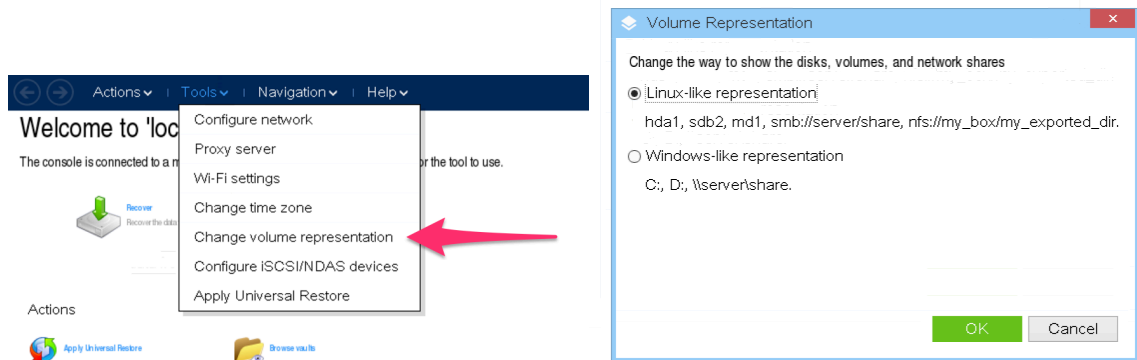 Actions Tools Navigation Help
Welcome to 'loc
The console is connected to a m
or the tool to use.
Configure network
Proxy server
Wi-Fi settings
Change time zone
Change volume representation
Configure iSCSI/NDAS devices
Apply Universal Restore
Recover
Recover the data
Actions
Apply Universal Restore
Browse vaults
Volume Representation
Change the way to show the disks, volumes, and network shares
Linux-like representation
hda1, sdb2, md1, smb://server/share, nfs://my_box/my_exported_dir.
Windows-like representation
C:, D:, \\server\share.
OK Cancel